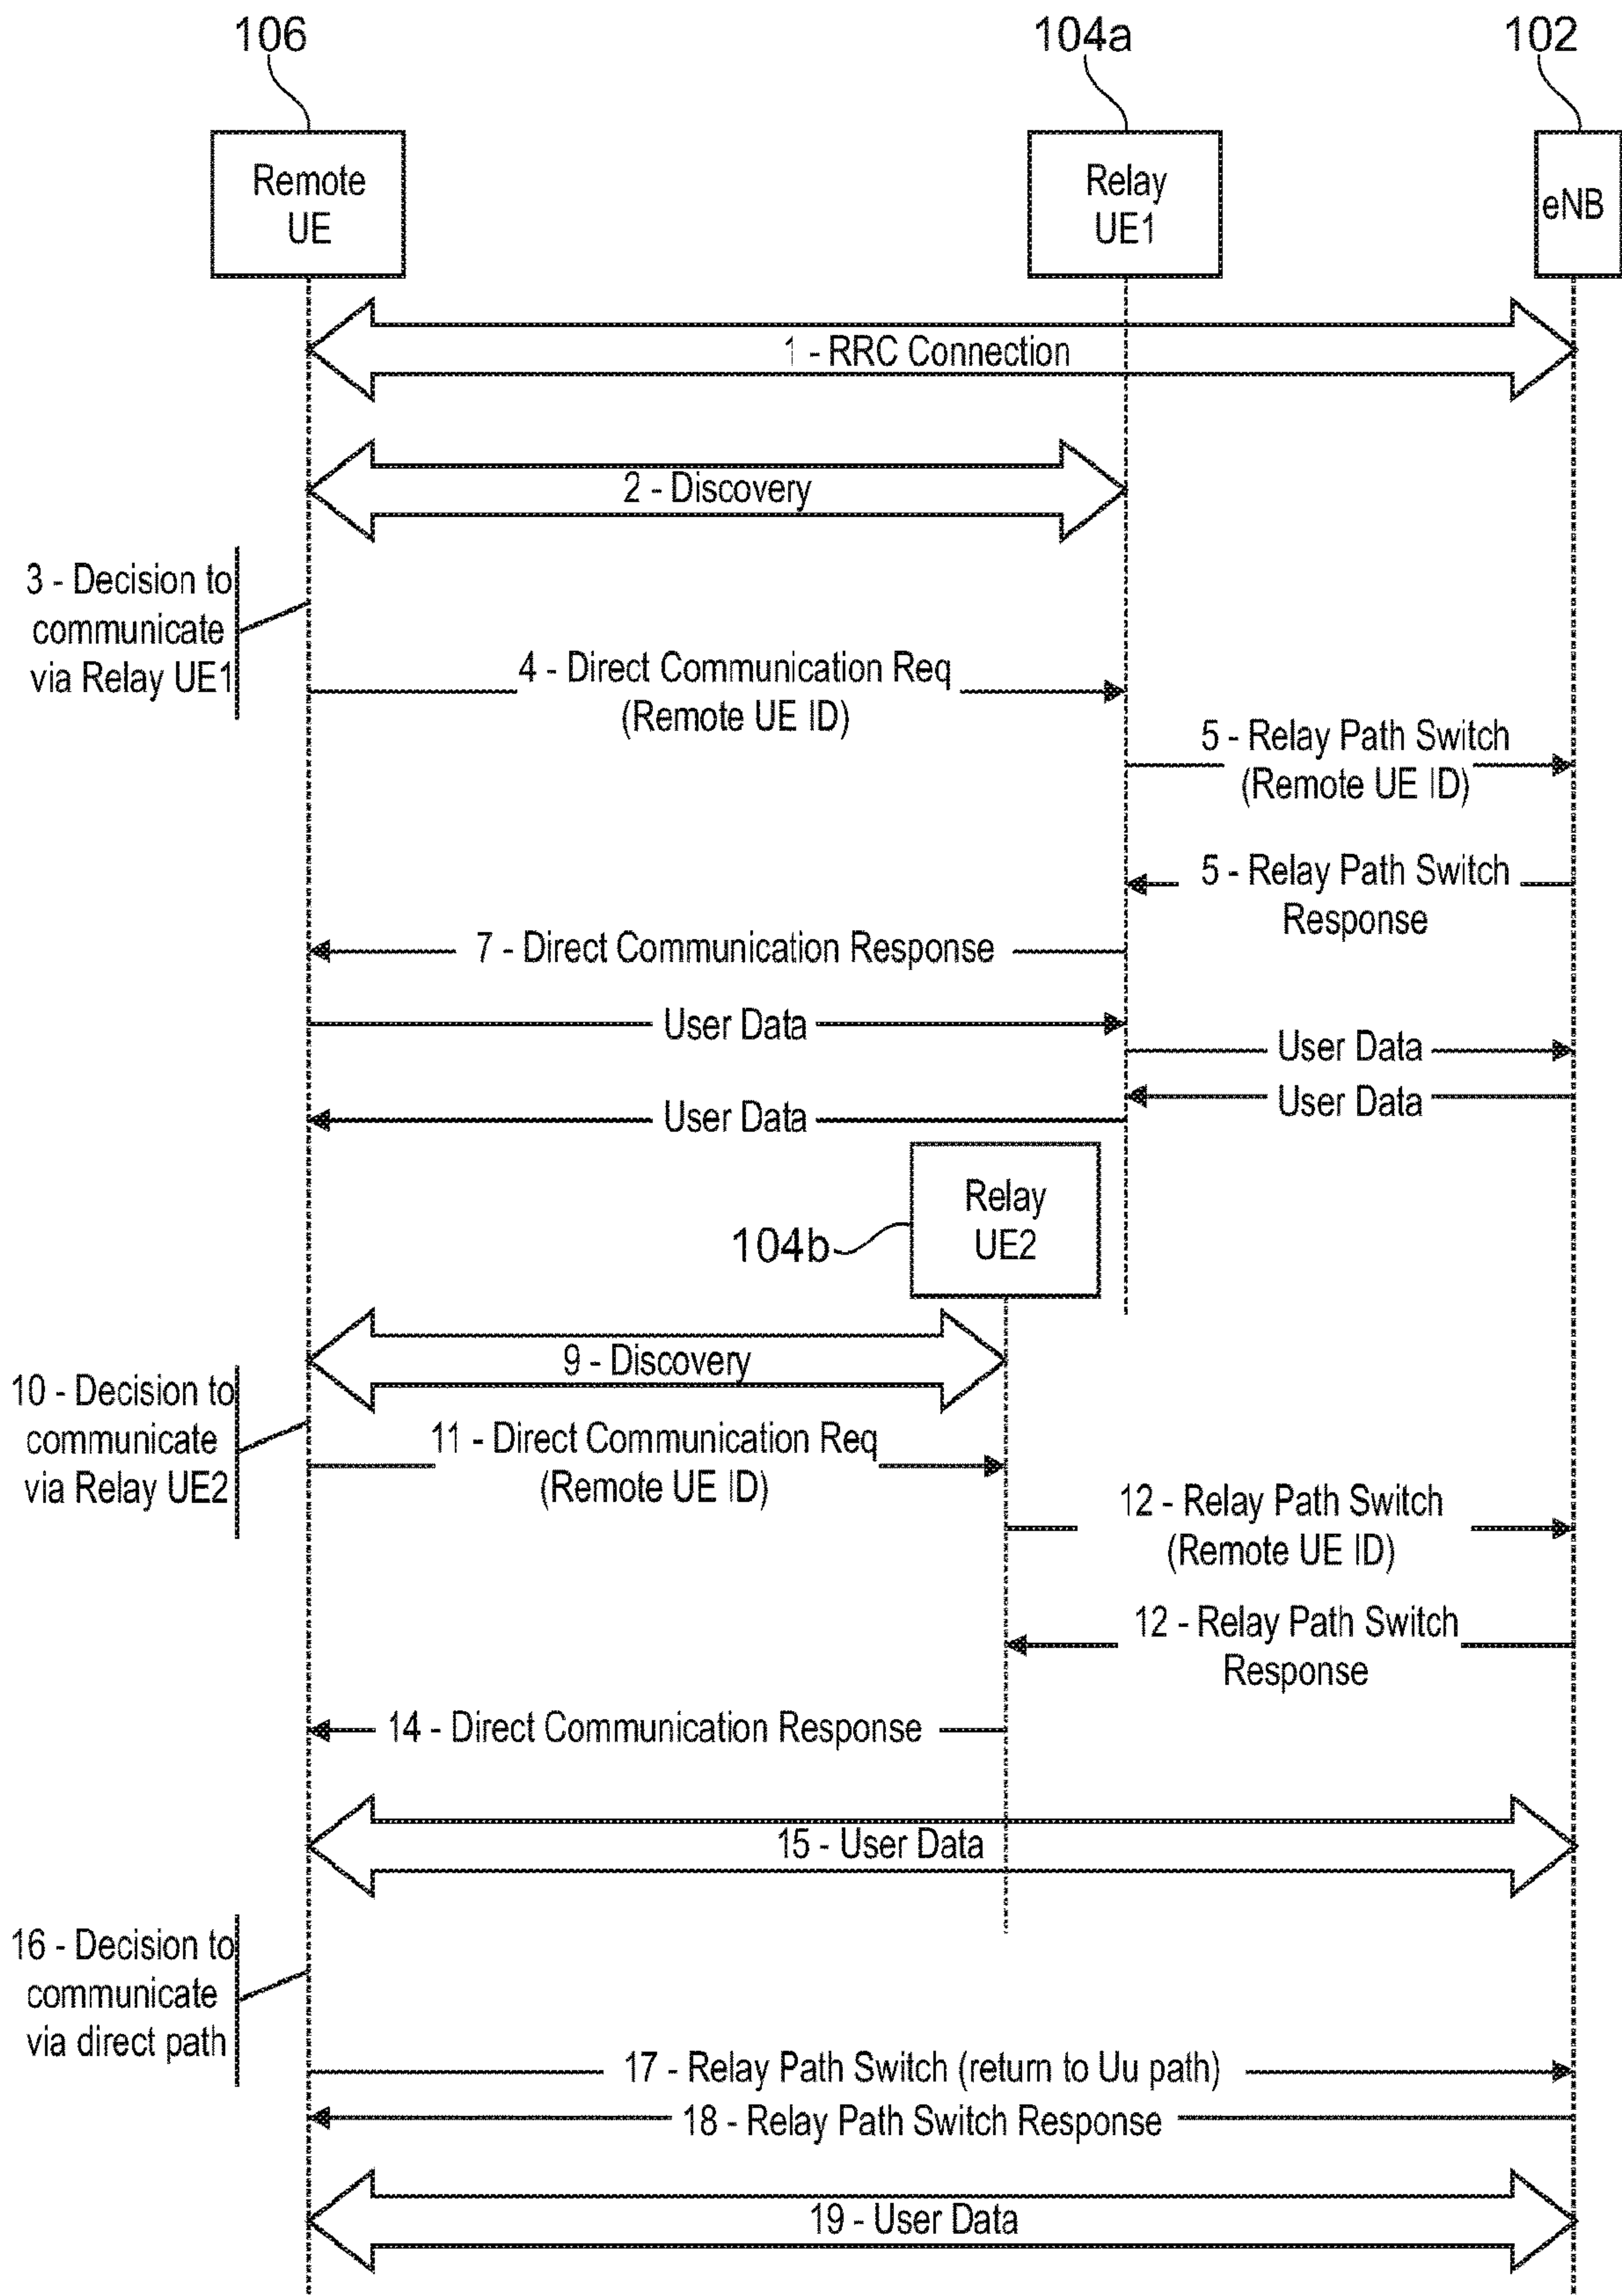 106
104a
102
Remote
UE
Relay
UE1
eNB
1 - RRC Connection
2 - Discovery
3 - Decision to
communicate
via Relay UE1
4 - Direct Communication Req
(Remote UE ID)
5 - Relay Path Switch
(Remote UE ID)
5 - Relay Path Switch
Response
7 - Direct Communication Response
User Data
User Data
User Data
User Data
Relay
UE2
104b
9 - Discovery
10 - Decision to
communicate
via Relay UE2
11 - Direct Communication Req
(Remote UE ID)
12 - Relay Path Switch
(Remote UE ID)
12 - Relay Path Switch
Response
14 - Direct Communication Response
15 - User Data
16 - Decision to
communicate
via direct path
17 - Relay Path Switch (return to Uu path)
18 - Relay Path Switch Response
19 - User Data